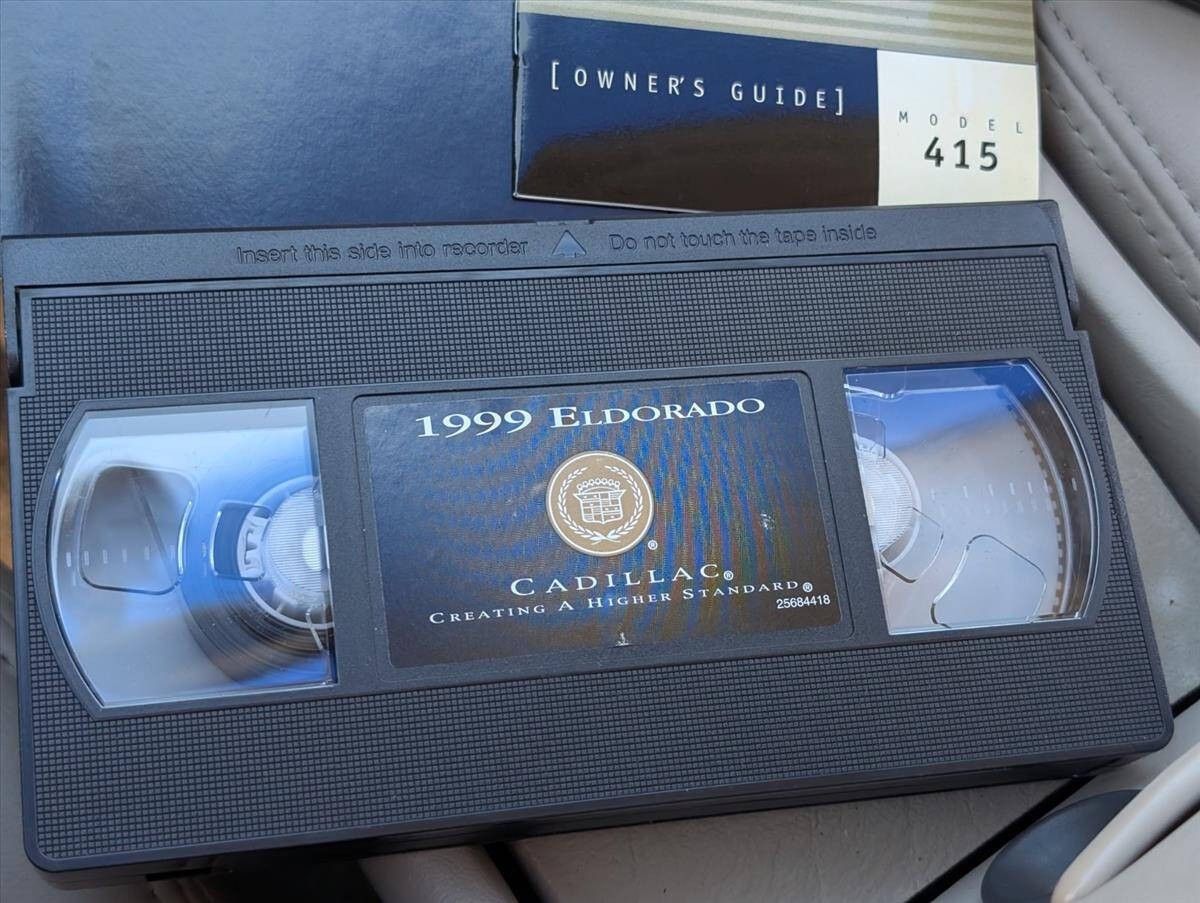 [OWNER'S GUIDE]
MODEL
415
Insert this side into recorder Do not touch the tape inside
1999 ELDORADO
®
CADILLAC®
CREATING A HIGHER STANDARD®
25684418